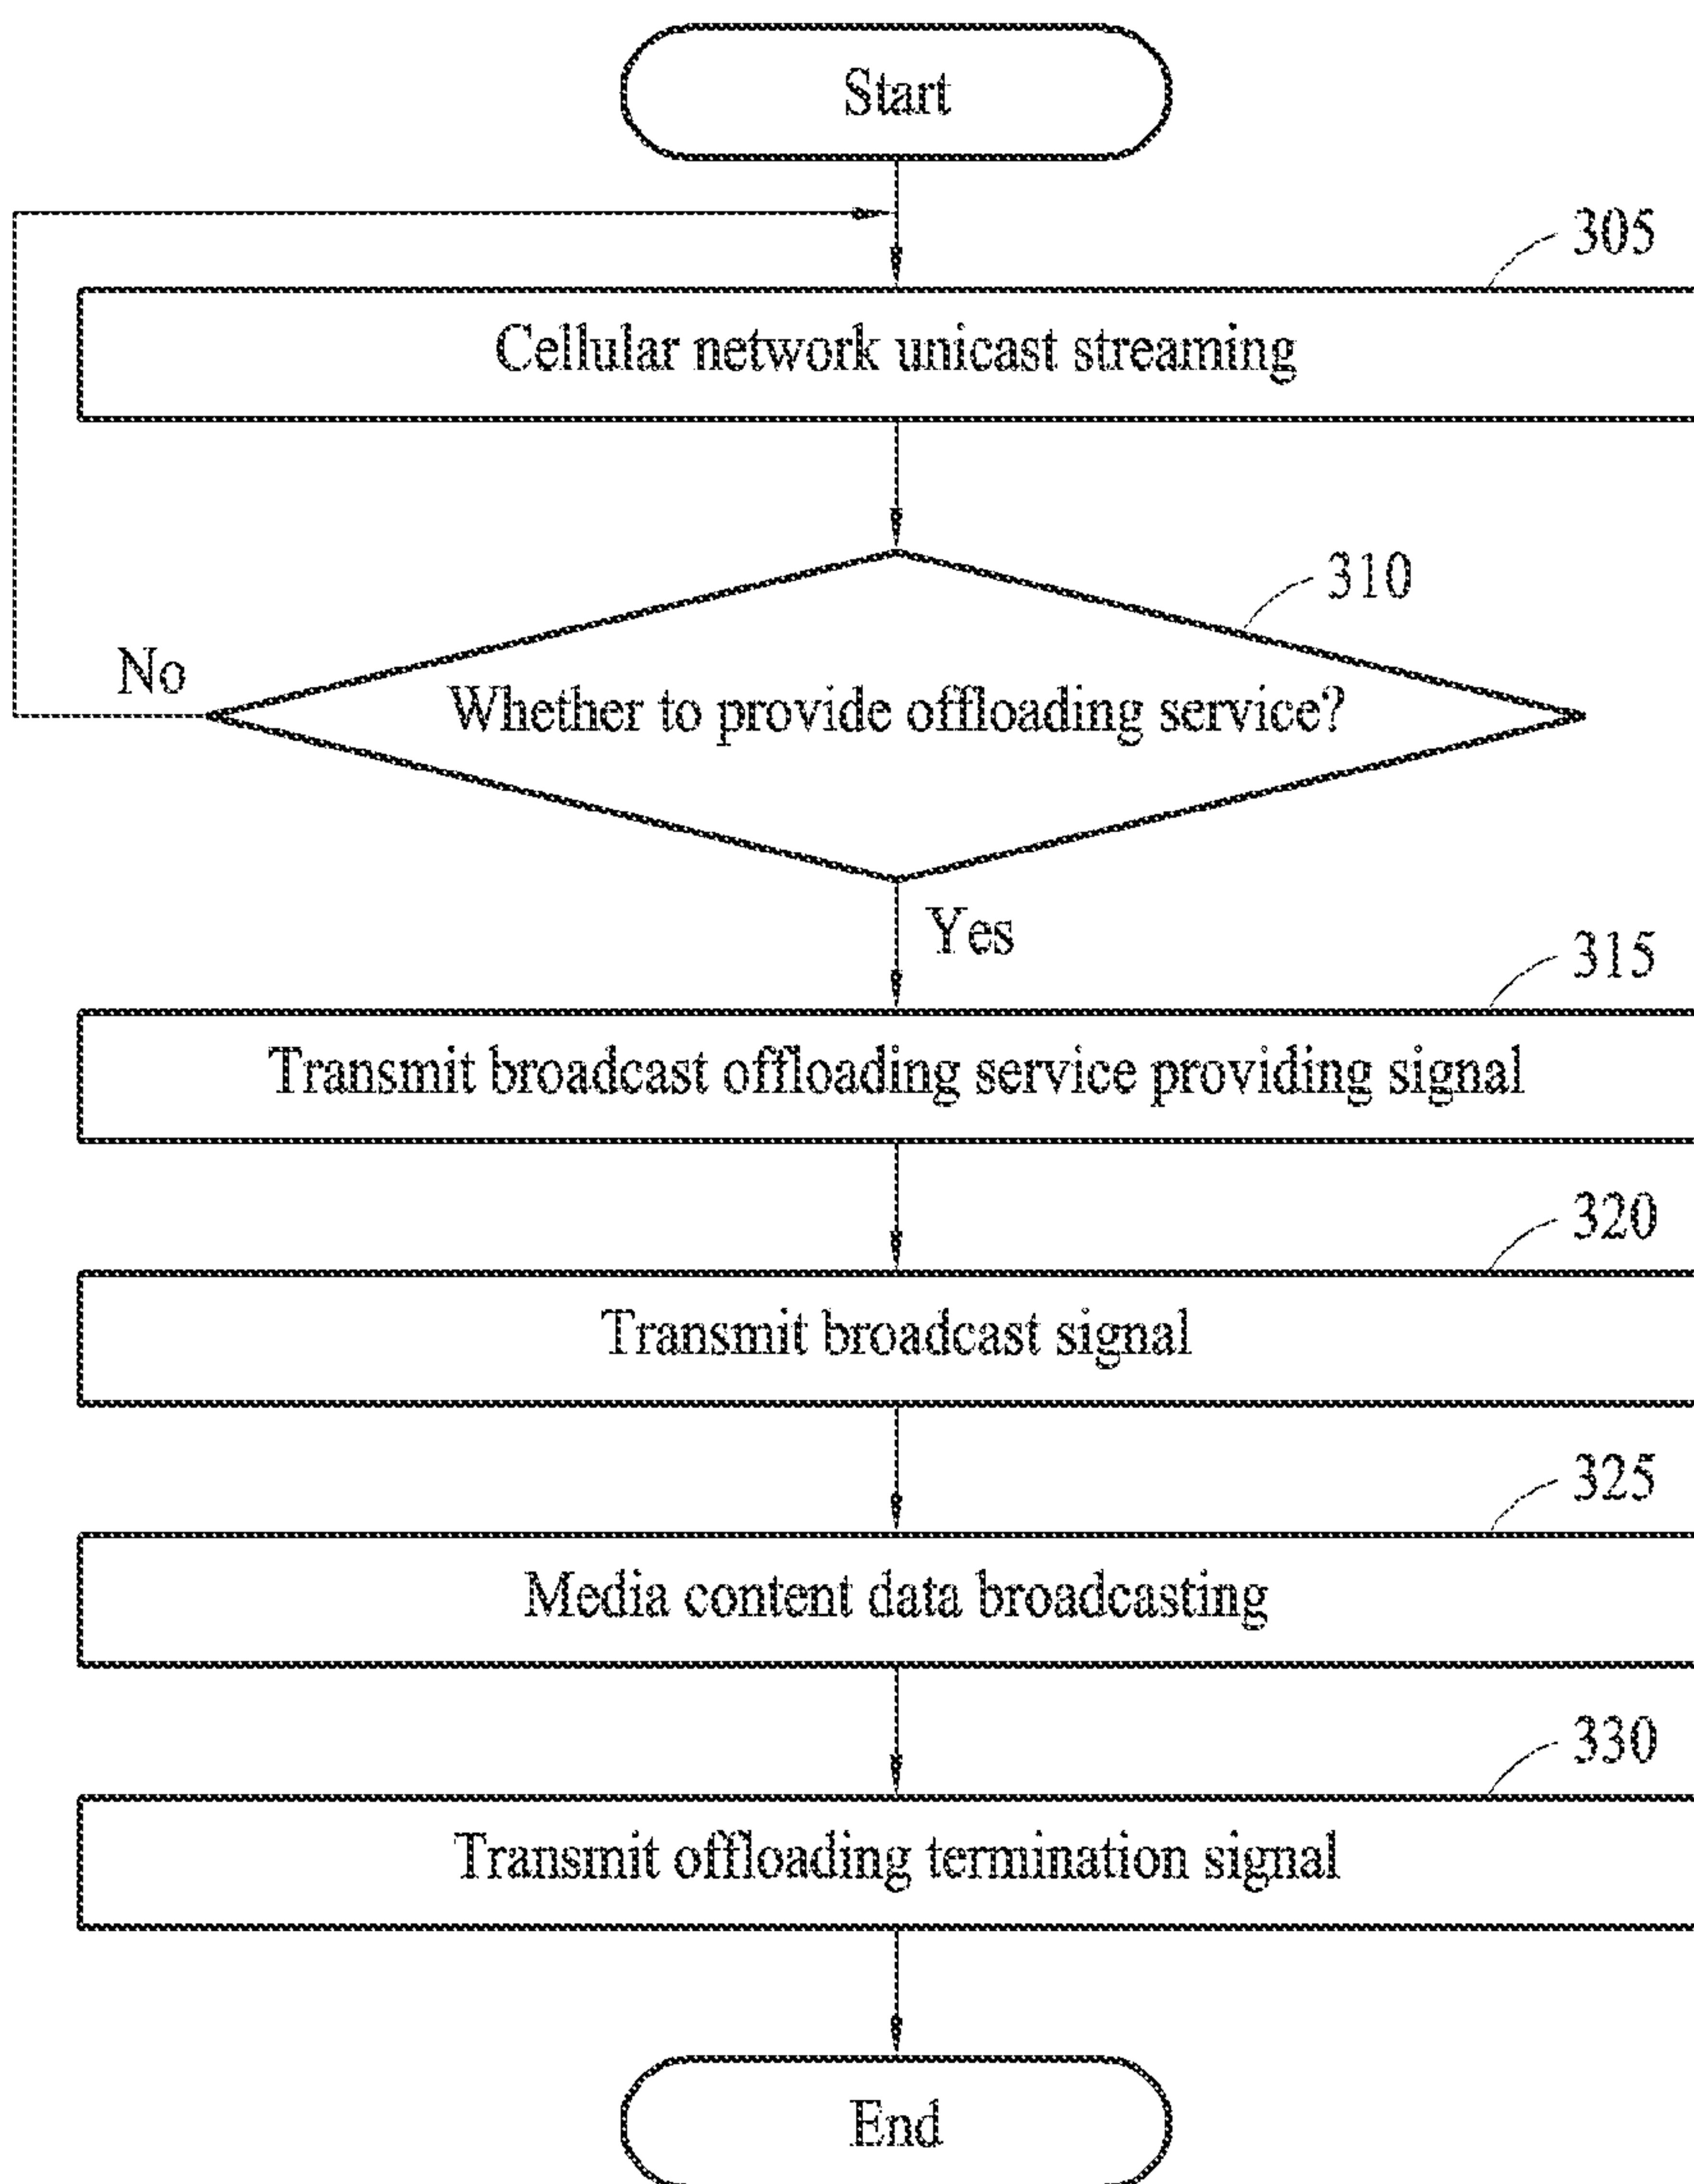 Start
305
Cellular network unicast streaming
310
No
Whether to provide offloading service?
Yes
315
Transmit broadcast offloading service providing signal
320
Transmit broadcast signal
325
Media content data broadcasting
330
Transmit offloading termination signal
End